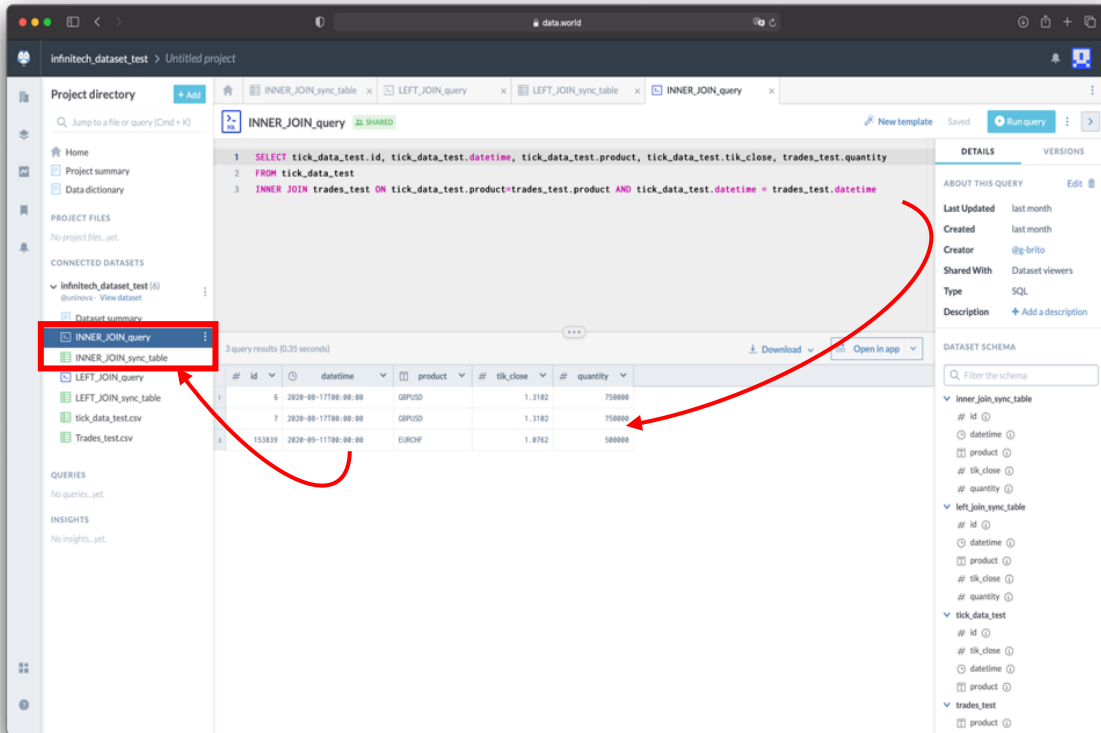 data.world
infinitech_dataset_test > Untitled project
Project directory
+ Add
Jump to a file or query (Cmd + K)
Home
Project summary
Data dictionary
PROJECT FILES
No project files...yet.
CONNECTED DATASETS
infinitech_dataset_test (6)
@uninova · View dataset
Dataset summary
INNER_JOIN_query
INNER_JOIN_sync_table
LEFT_JOIN_query
LEFT_JOIN_sync_table
tick_data_test.csv
Trades_test.csv
QUERIES
No queries...yet.
INSIGHTS
No insights...yet.
INNER_JOIN_sync_table × LEFT_JOIN_query × LEFT_JOIN_sync_table × INNER_JOIN_query ×
SQL INNER_JOIN_query SHARED New template Saved Run query
1 SELECT tick_data_test.id, tick_data_test.datetime, tick_data_test.product, tick_data_test.tik_close, trades_test.quantity
2 FROM tick_data_test
3 INNER JOIN trades_test ON tick_data_test.product=trades_test.product AND tick_data_test.datetime = trades_test.datetime
3 query results (0.35 seconds) Download Open in app
# id datetime product # tik_close # quantity
1 6 2020-08-17T00:00:00 GBPUSD 1.3102 750000
7 2020-08-17T00:00:00 GBPUSD 1.3102 750000
3 153839 2020-09-11T00:00:00 EURCHF 1.0762 500000
DETAILS VERSIONS
ABOUT THIS QUERY Edit
Last Updated last month
Created last month
Creator @g-brito
Shared With Dataset viewers
Type SQL
Description + Add a description
DATASET SCHEMA
Filter the schema
inner_join_sync_table
# id
datetime
product
# tik_close
# quantity
left_join_sync_table
# id
datetime
product
# tik_close
# quantity
tick_data_test
# id
# tik_close
datetime
product
trades_test
product